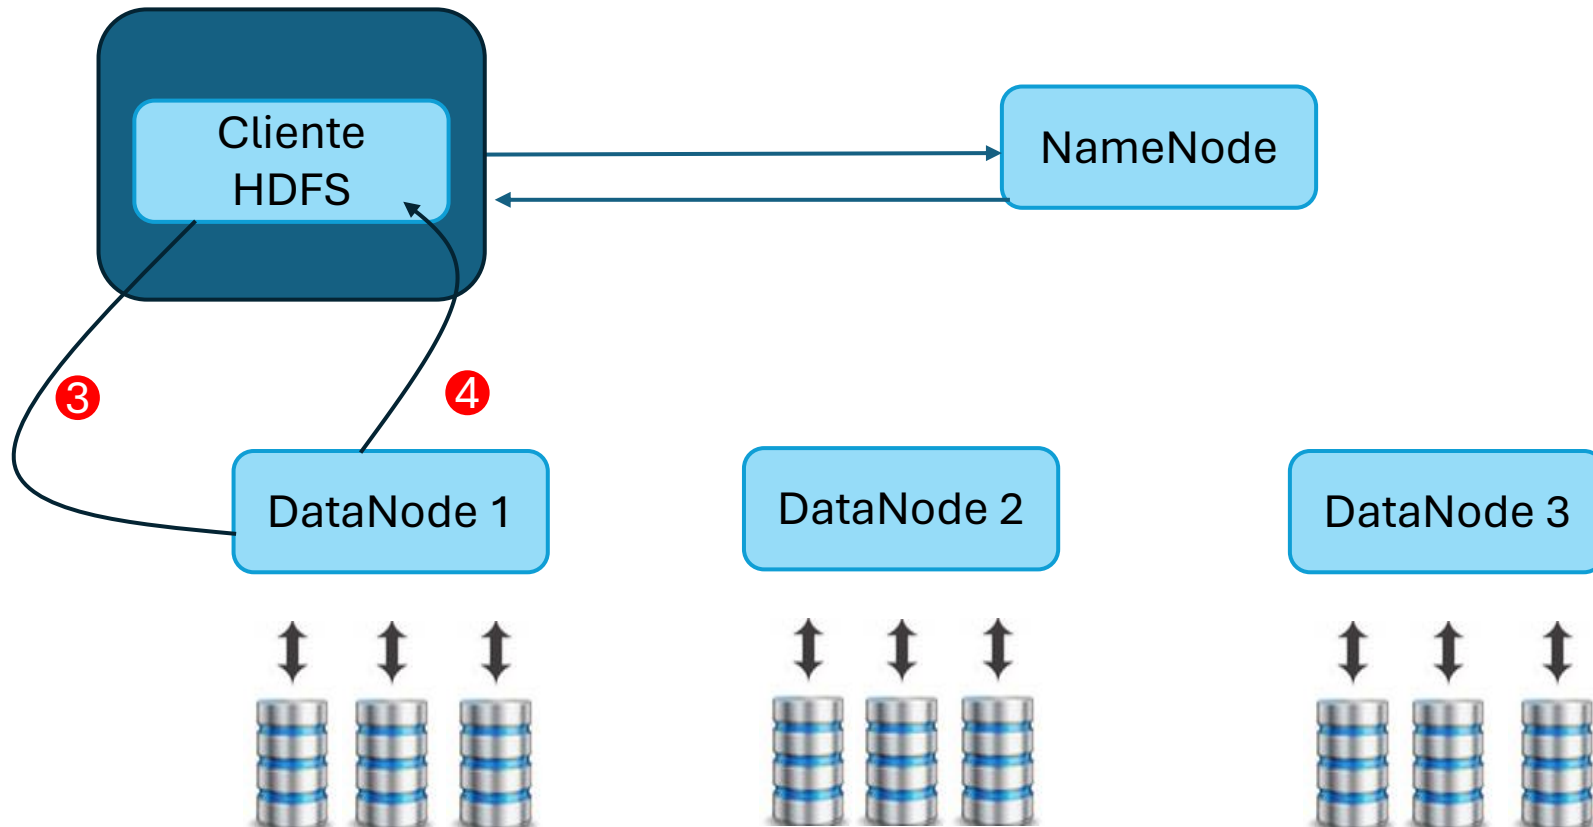 Cliente
HDFS
NameNode
3
4
DataNode 1
DataNode 2
DataNode 3